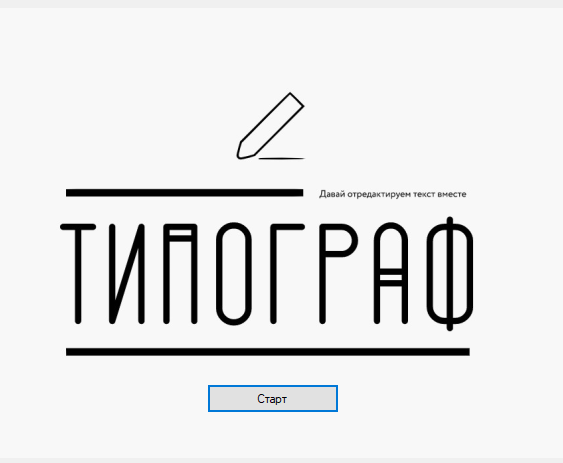 Давай отредактируем текст вместе
ТИПОГРАФ
Старт